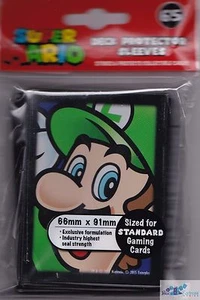 SUPER
MARIO
65
DECK PROTECTOR
SLEEVES
66mm x 91mm
• Exclusive formulation
• Industry highest
seal strength
Sized for
STANDARD
Gaming
Cards